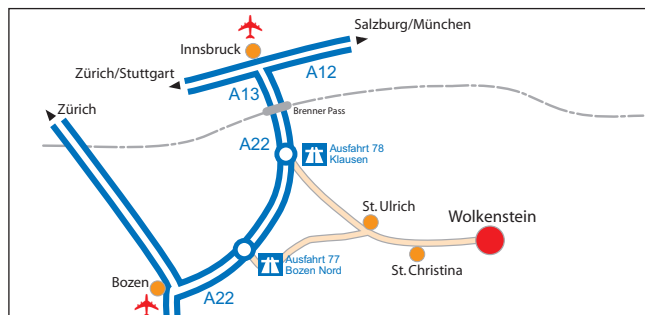 Salzburg/München
Innsbruck
Zürich/Stuttgart
A12
A13
Zürich
Brenner Pass
A22
Ausfahrt 78
Klausen
St. Ulrich
Wolkenstein
St. Christina
Ausfahrt 77
Bozen Nord
Bozen
A22